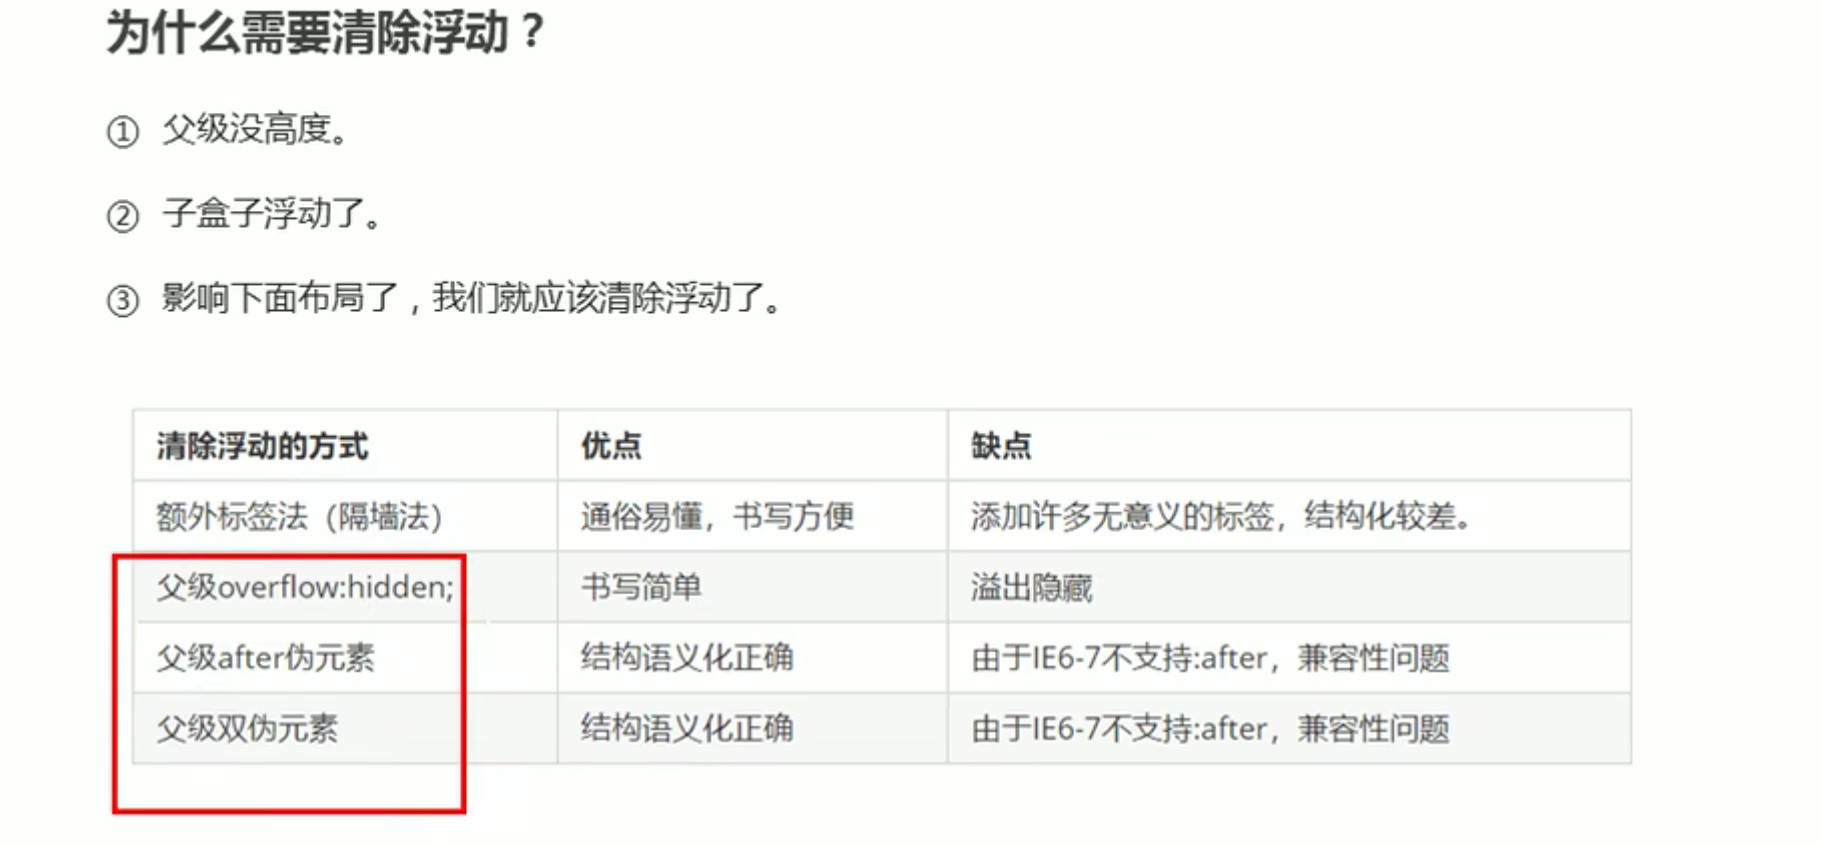 为什么需要清除浮动？
① 父级没高度。
② 子盒子浮动了。
③ 影响下面布局了，我们就应该清除浮动了。
清除浮动的方式 优点 缺点
额外标签法（隔墙法） 通俗易懂，书写方便 添加许多无意义的标签，结构化较差。
父级overflow:hidden; 书写简单 溢出隐藏
父级after伪元素 结构语义化正确 由于IE6-7不支持:after，兼容性问题
父级双伪元素 结构语义化正确 由于IE6-7不支持:after，兼容性问题